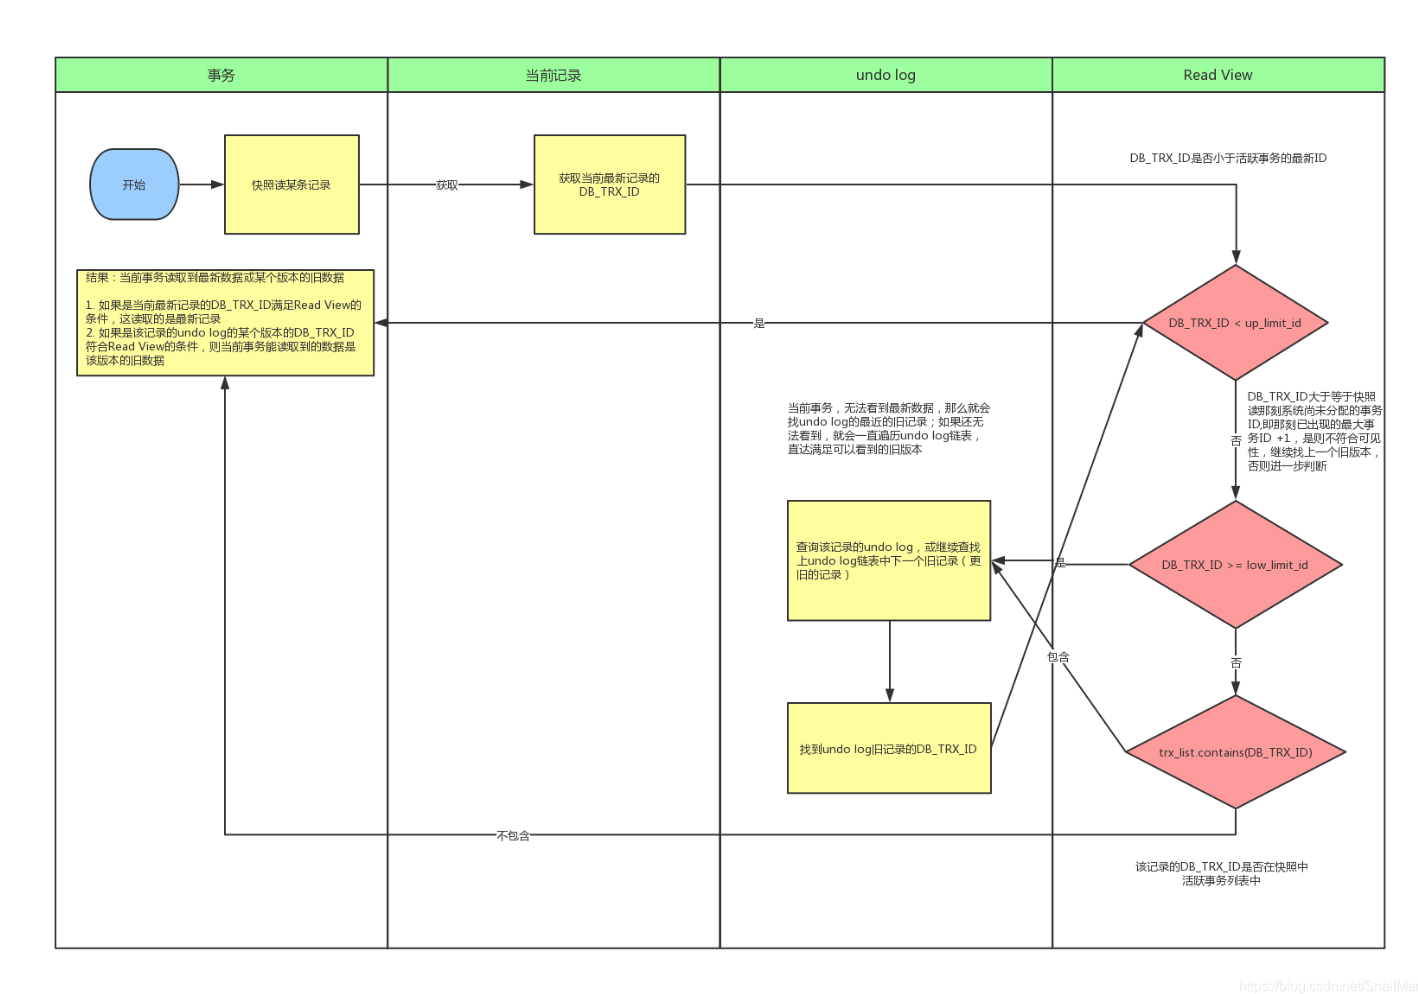 事务
当前记录
undo log
Read View
DB_TRX_ID是否小于活跃事务的最新ID
开始
快照读某条记录
获取
获取当前最新记录的
DB_TRX_ID
结果：当前事务读取到最新数据或某个版本的旧数据
1. 如果是当前最新记录的DB_TRX_ID满足Read View的
条件，这读取的是最新记录
2. 如果是该记录的undo log的某个版本的DB_TRX_ID
符合Read View的条件，则当前事务能读取到的数据是
该版本的旧数据
是
DB_TRX_ID < up_limit_id
当前事务，无法看到最新数据，那么就会
找undo log的最近的旧记录；如果还无
法看到，就会一直遍历undo log链表，
直达满足可以看到的旧版本
否
DB_TRX_ID大于等于快照
读那刻系统尚未分配的事务
ID,即那刻已出现的最大事
务ID +1，是则不符合可见
性，继续找上一个旧版本，
否则进一步判断
查询该记录的undo log，或继续查找
上undo log链表中下一个旧记录（更
旧的记录）
是
DB_TRX_ID >= low_limit_id
包含
否
找到undo log旧记录的DB_TRX_ID
trx_list.contains(DB_TRX_ID)
不包含
该记录的DB_TRX_ID是否在快照中
活跃事务列表中
https://blog.csdn.net/SnailMan